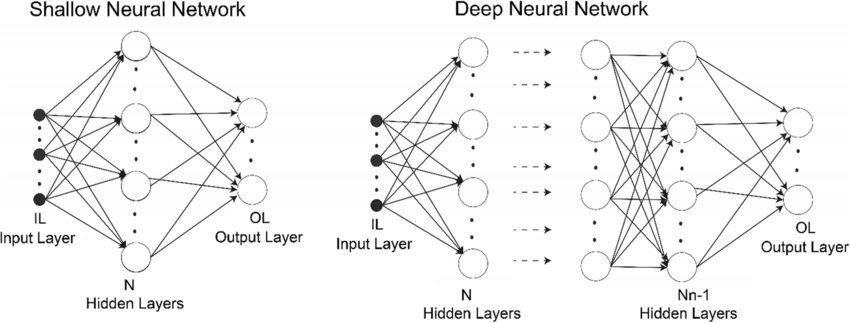 Shallow Neural Network
IL
Input Layer
OL
Output Layer
N
Hidden Layers
Deep Neural Network
IL
Input Layer
N
Hidden Layers
Nn-1
Hidden Layers
OL
Output Layer